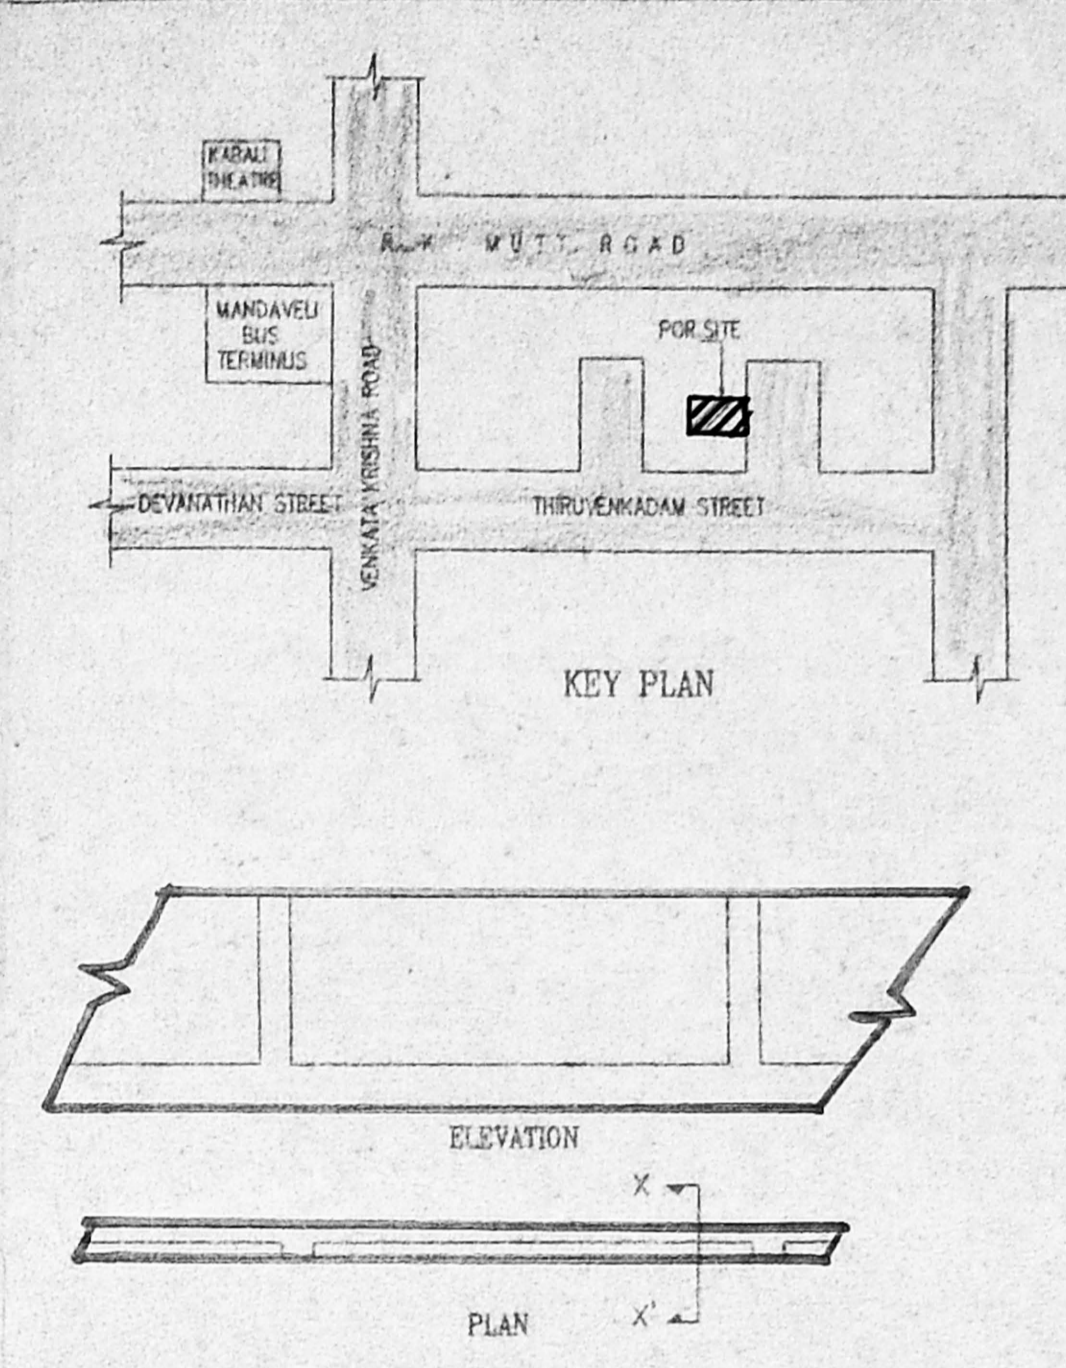 KABALI
THEATRE
R. K. MUTT ROAD
MANDAVELI
BUS
TERMINUS
POR SITE
VENKATA KRISHNA ROAD
DEVANATHAN STREET
THIRUVENKADAM STREET
KEY PLAN
ELEVATION
X
X'
PLAN